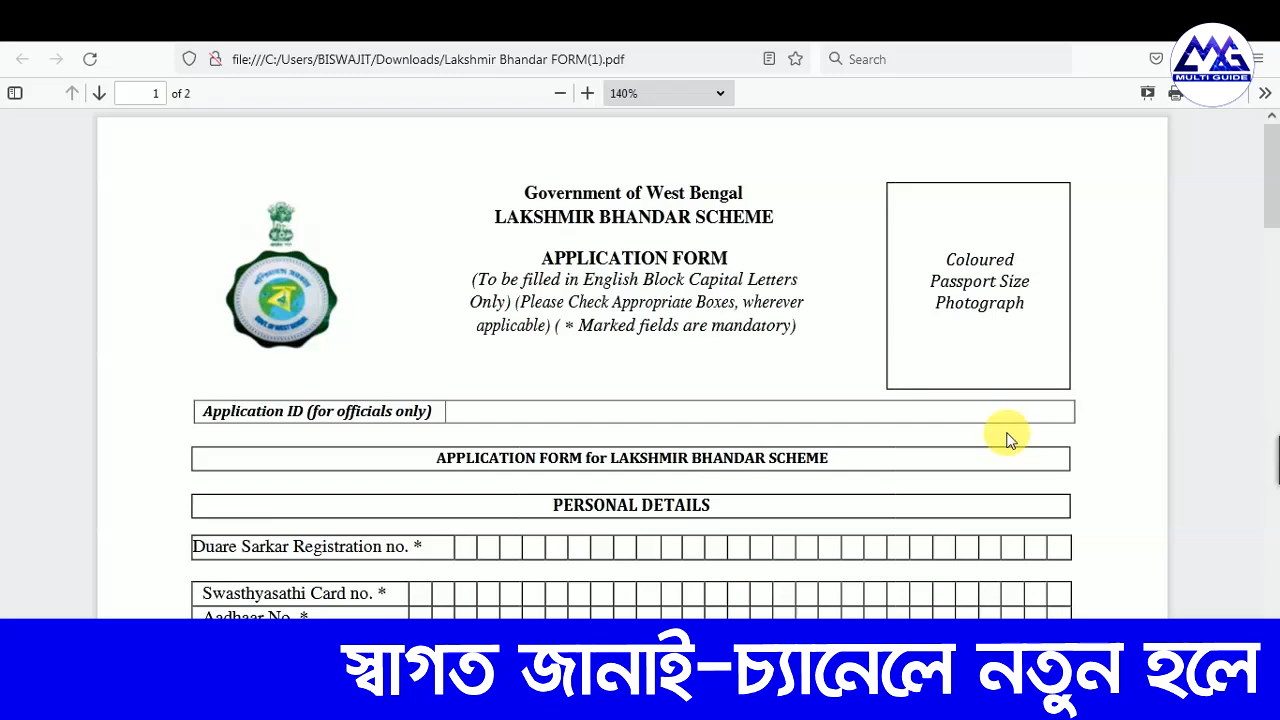 MG
MULTI GUIDE
file:///C:/Users/BISWAJIT/Downloads/Lakshmir Bhandar FORM(1).pdf
Search
1 of 2
140%
Government of West Bengal
LAKSHMIR BHANDAR SCHEME
APPLICATION FORM
(To be filled in English Block Capital Letters
Only) (Please Check Appropriate Boxes, wherever
applicable) ( * Marked fields are mandatory)
Coloured
Passport Size
Photograph
Application ID (for officials only)
APPLICATION FORM for LAKSHMIR BHANDAR SCHEME
PERSONAL DETAILS
Duare Sarkar Registration no. *
Swasthyasathi Card no. *
Aadhaar No. *
স্বাগত জানাই-চ্যানেলে নতুন হলে